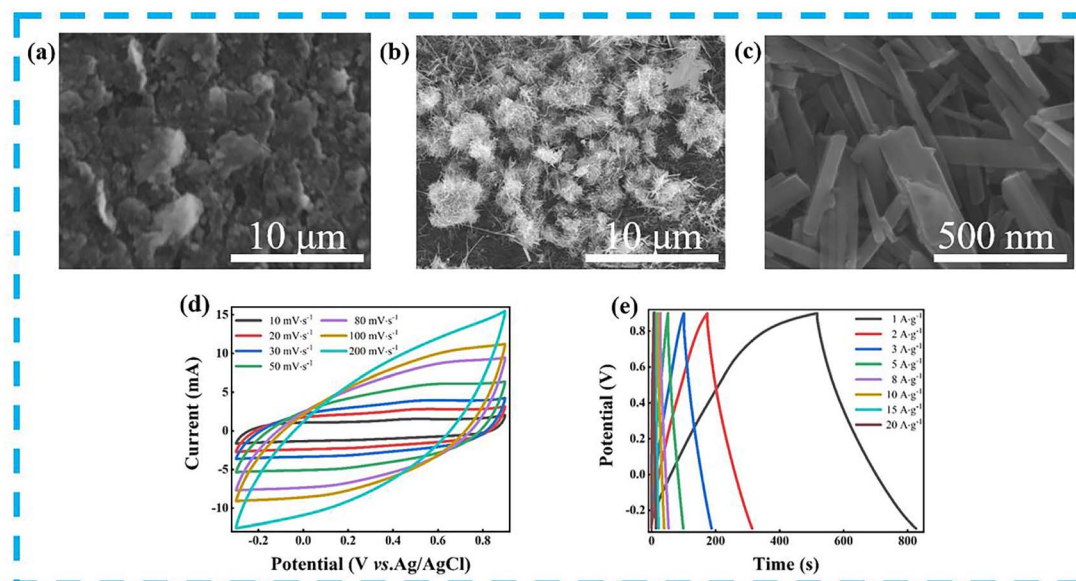 (a)
10 μm
(b)
10 μm
(c)
500 nm
(d)
15
10
5
0
-5
-10
Current (mA)
10 mV·s⁻¹
20 mV·s⁻¹
30 mV·s⁻¹
50 mV·s⁻¹
80 mV·s⁻¹
100 mV·s⁻¹
200 mV·s⁻¹
-0.2 0.0 0.2 0.4 0.6 0.8
Potential (V vs.Ag/AgCl)
(e)
0.8
0.6
0.4
0.2
0.0
-0.2
Potential (V)
1 A·g⁻¹
2 A·g⁻¹
3 A·g⁻¹
5 A·g⁻¹
8 A·g⁻¹
10 A·g⁻¹
15 A·g⁻¹
20 A·g⁻¹
0 200 400 600 800
Time (s)